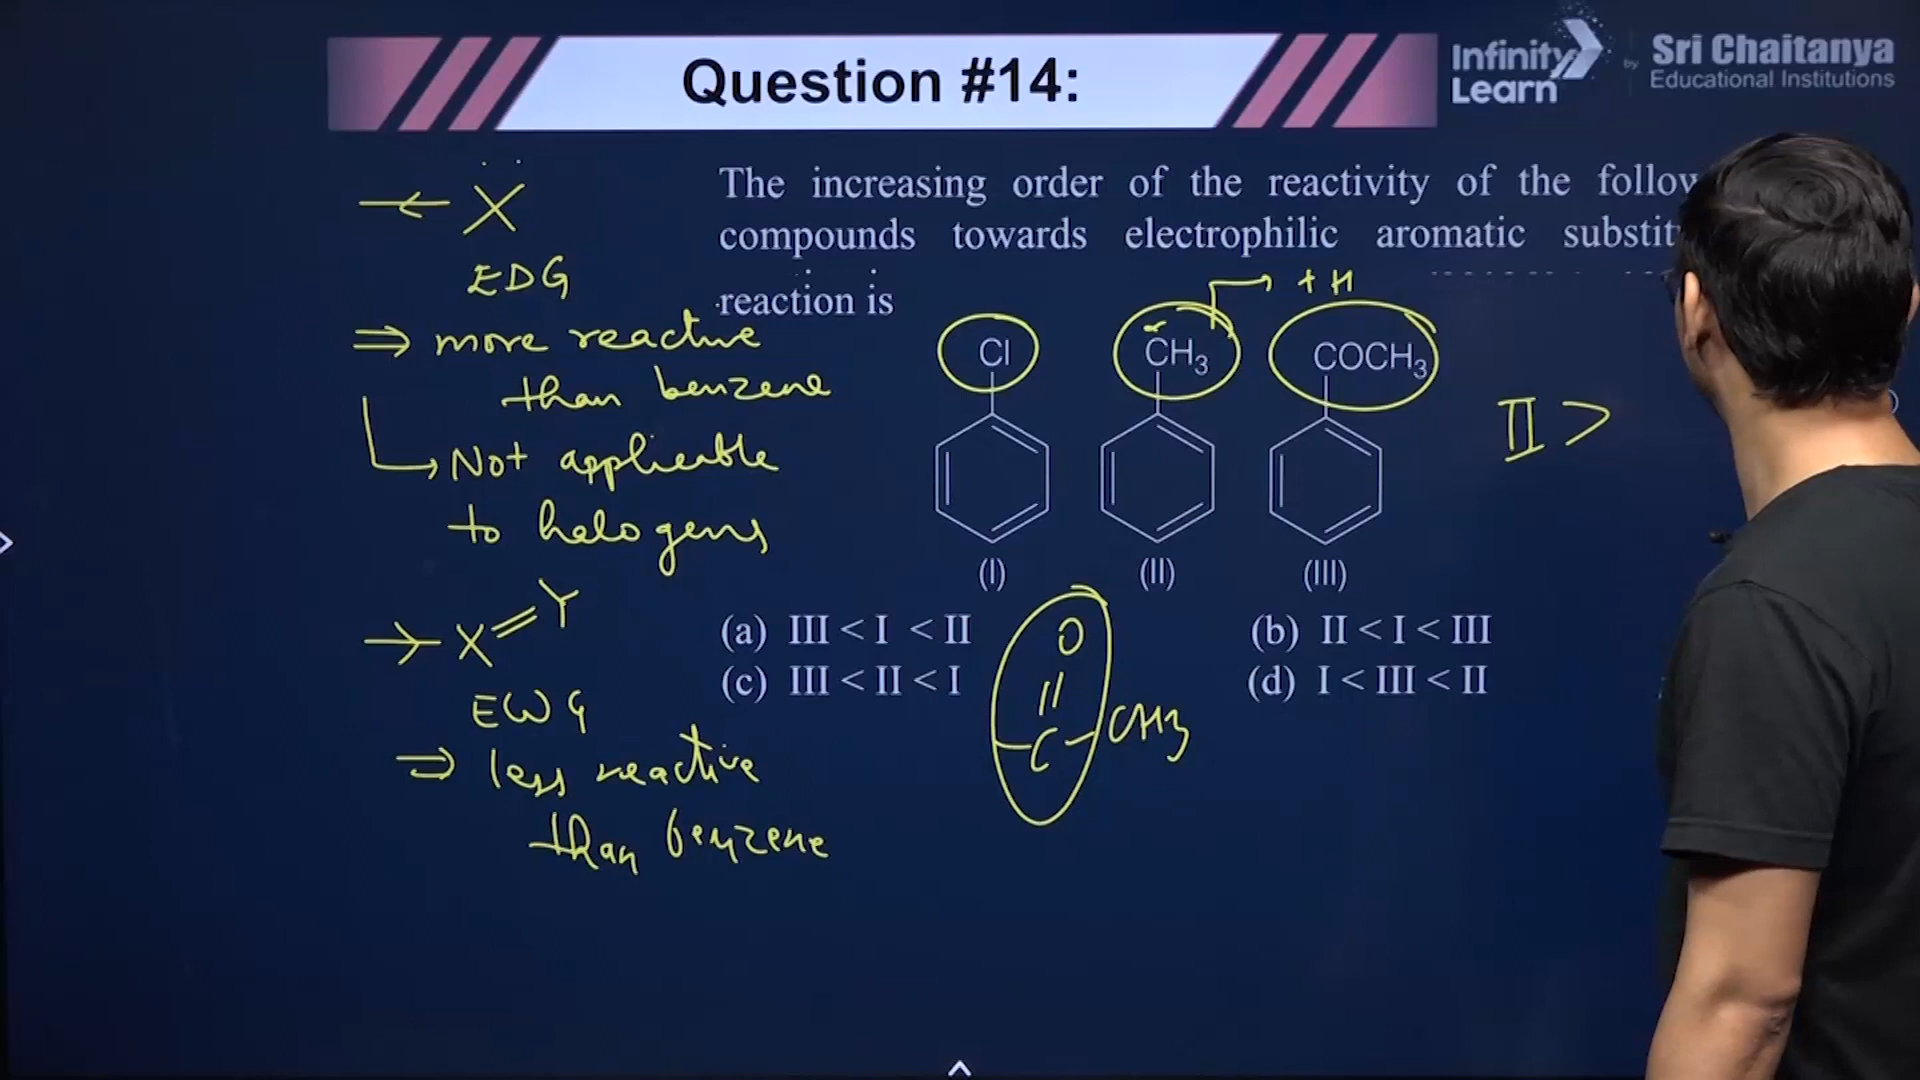 Question #14:
Infinity Learn
by
Sri Chaitanya
Educational Institutions
The increasing order of the reactivity of the
compounds towards electrophilic aromatic
reaction is
X
EDG
⇒ more reactive
than benzene
→ Not applicable
to halogens
X=Y
EWG
⇒ less reactive
than benzene
+H
Cl
CH3
COCH3
(I)
(II)
(III)
II >
(a) III < I < II
(b) II < I < III
(c) III < II < I
(d) I < III < II
O
||
-C-CH3